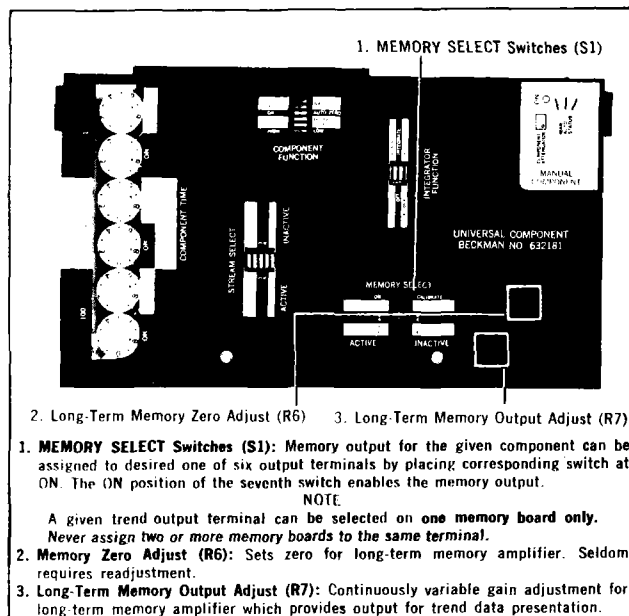 1. MEMORY SELECT Switches (S1)
COMPONENT
FUNCTION
INTEGRATOR
FUNCTION
MANUAL
COMPONENT
COMPONENT TIME
STREAM SELECT
INACTIVE
ACTIVE
UNIVERSAL COMPONENT
BECKMAN NO 632181
MEMORY SELECT
ON
CALIBRATE
ACTIVE
INACTIVE
100
ON
ON
ON
2. Long-Term Memory Zero Adjust (R6)
3. Long-Term Memory Output Adjust (R7)
1. MEMORY SELECT Switches (S1): Memory output for the given component can be
assigned to desired one of six output terminals by placing corresponding switch at
ON. The ON position of the seventh switch enables the memory output.
NOTE
A given trend output terminal can be selected on one memory board only.
Never assign two or more memory boards to the same terminal.
2. Memory Zero Adjust (R6): Sets zero for long-term memory amplifier. Seldom
requires readjustment.
3. Long-Term Memory Output Adjust (R7): Continuously variable gain adjustment for
long-term memory amplifier which provides output for trend data presentation.